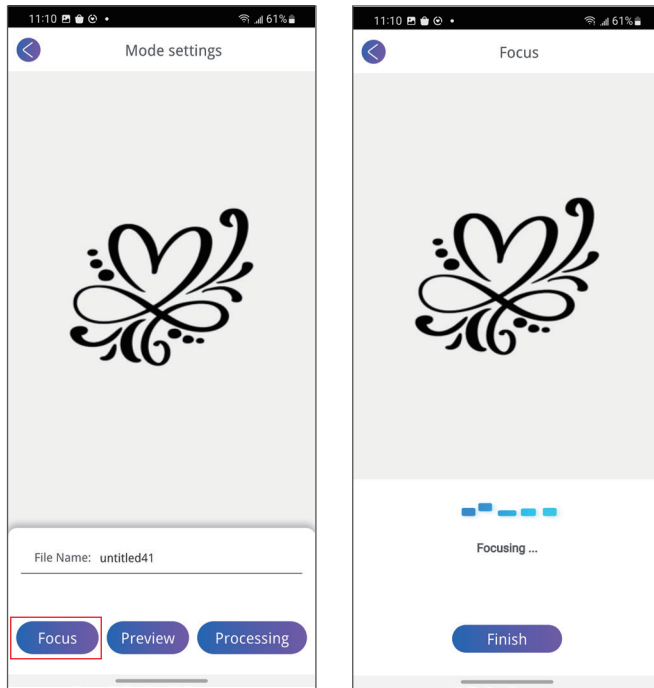 11:10 61%
Mode settings
File Name: untitled41
Focus Preview Processing
11:10 61%
Focus
Focusing ...
Finish